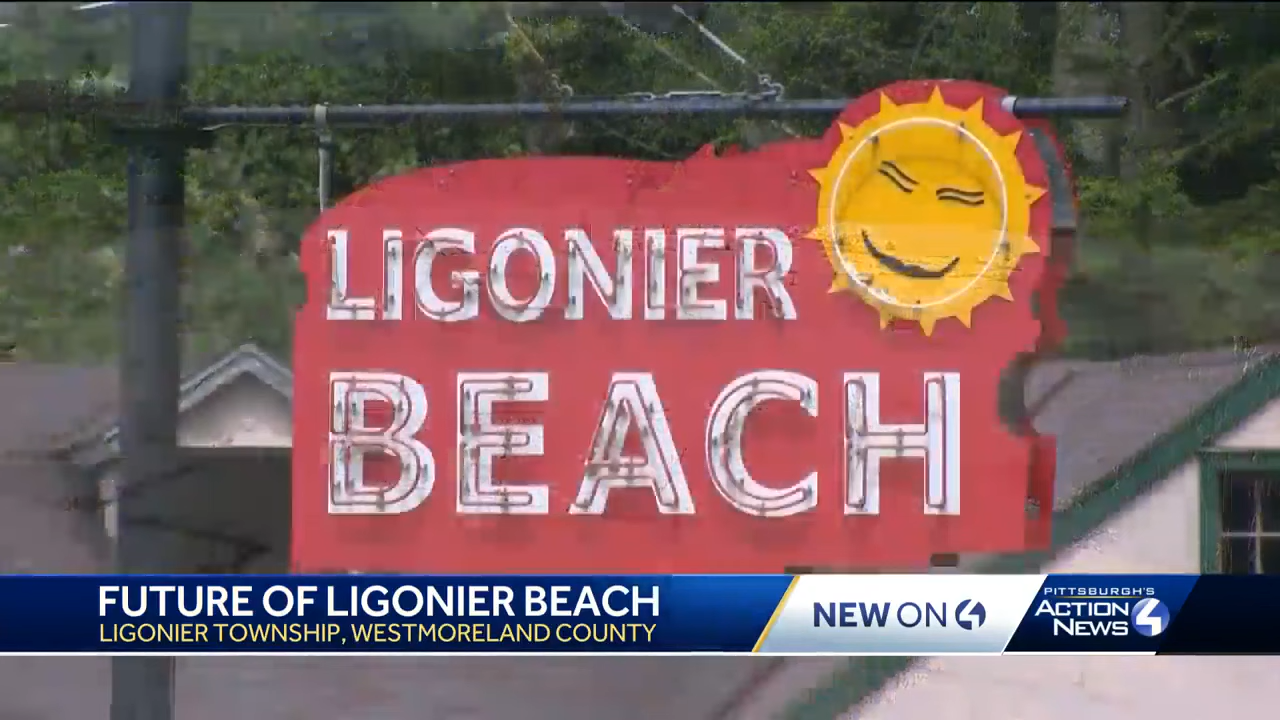 LIGONIER
BEACH
FUTURE OF LIGONIER BEACH
LIGONIER TOWNSHIP, WESTMORELAND COUNTY
NEW ON 4
PITTSBURGH'S
ACTION
NEWS 4